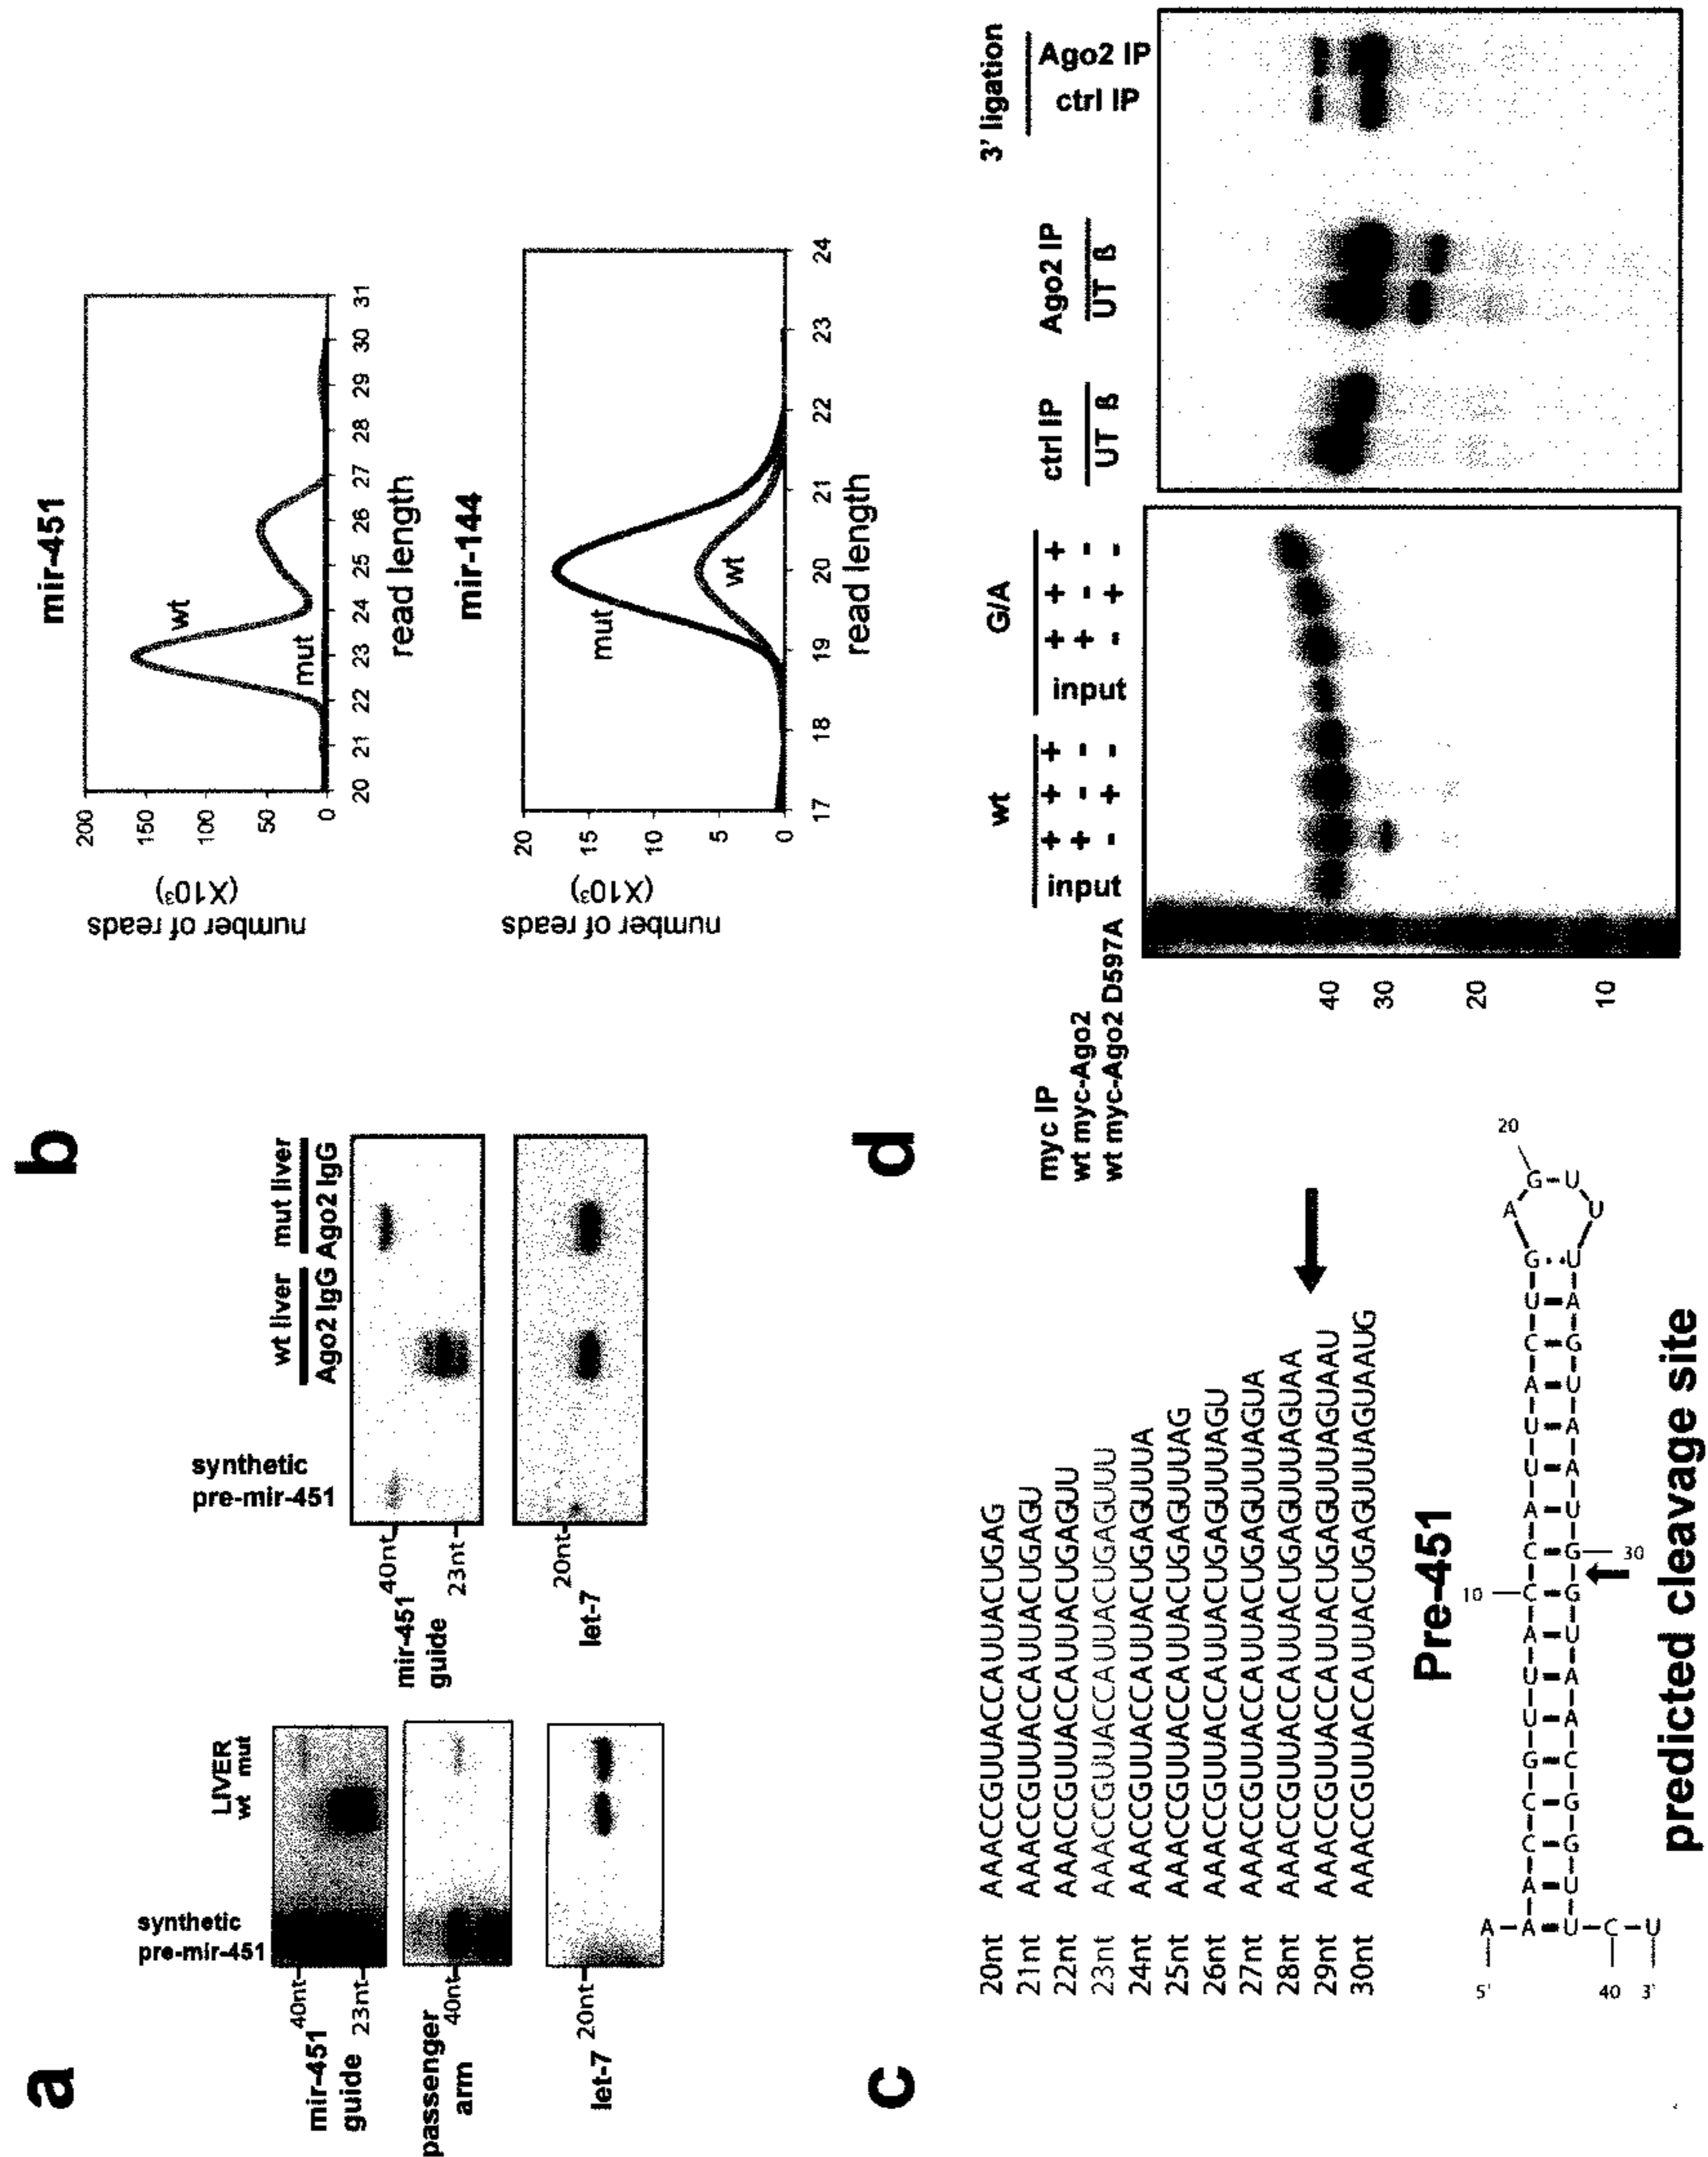 a
LIVER
synthetic
pre-mir-451
wt mut
40nt
mir-451
guide
23nt
passenger
arm
40nt
20nt
let-7
wt liver
mut liver
synthetic
pre-mir-451
Ago2 IgG
Ago2 IgG
40nt
mir-451
guide
23nt
20nt
let-7
b
mir-451
number of reads
(X10³)
200
150
100
50
0
wt
mut
20 21 22 23 24 25 26 27 28 29 30 31
read length
mir-144
number of reads
(X10³)
20
15
10
5
0
mut
wt
17 18 19 20 21 22 23 24
read length
c
20nt AAACCGUUACCAUUACUGAG
21nt AAACCGUUACCAUUACUGAGU
22nt AAACCGUUACCAUUACUGAGUU
23nt AAACCGUUACCAUUACUGAGUUU
24nt AAACCGUUACCAUUACUGAGUUUA
25nt AAACCGUUACCAUUACUGAGUUUAG
26nt AAACCGUUACCAUUACUGAGUUUAGU
27nt AAACCGUUACCAUUACUGAGUUUAGUA
28nt AAACCGUUACCAUUACUGAGUUUAGUAA
29nt AAACCGUUACCAUUACUGAGUUUAGUAAU
30nt AAACCGUUACCAUUACUGAGUUUAGUAAUG
Pre-451
5' A
10
20
A A C C G U U A C C A U U A C U G A G
U U G G C A A U G G U A A U G A U U U
C
U
40
3'
30
predicted cleavage site
d
wt
G/A
myc IP
wt myc-Ago2
wt myc-Ago2 D597A
input + + + input + + +
+ - - + - -
- + - - + -
40
30
20
10
ctrl IP
UT ß
Ago2 IP
UT ß
3' ligation
ctrl IP
Ago2 IP